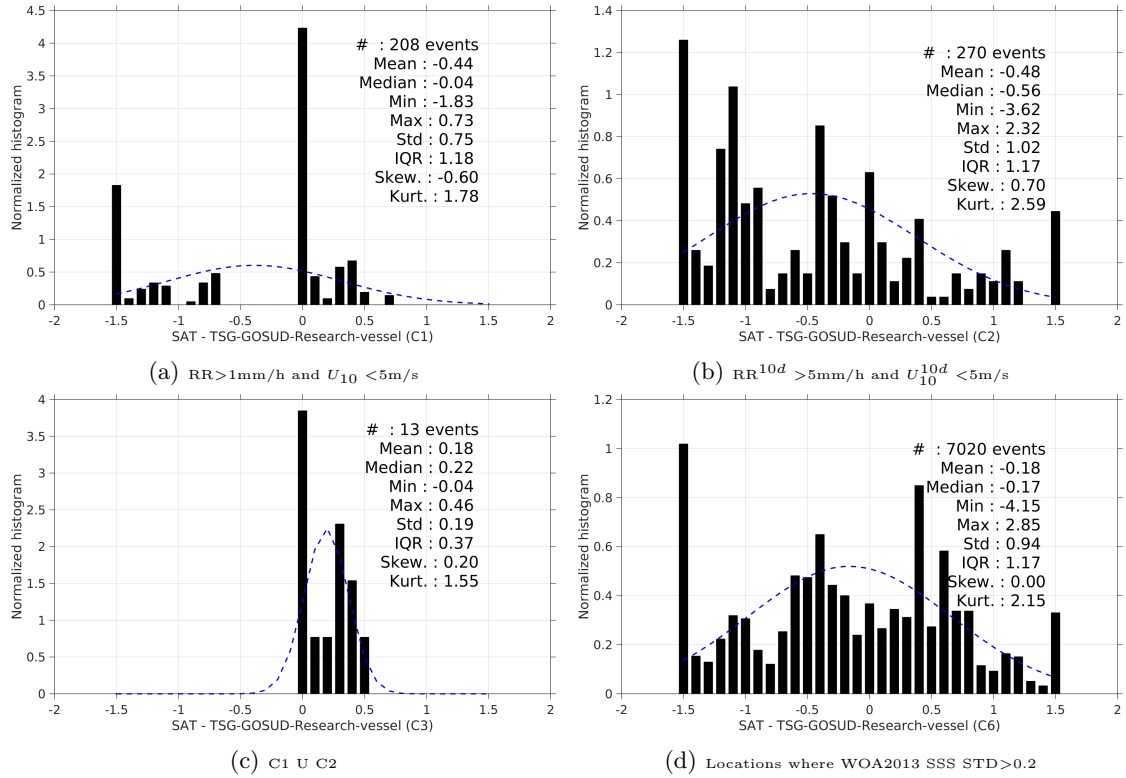 4.5
4
3.5
3
2.5
2
1.5
1
0.5
0
-2
-1.5
-1
-0.5
0
0.5
1
1.5
2
Normalized histogram
# : 208 events
Mean : -0.44
Median : -0.04
Min : -1.83
Max : 0.73
Std : 0.75
IQR : 1.18
Skew. : -0.60
Kurt. : 1.78
SAT - TSG-GOSUD-Research-vessel (C1)
(a) RR>1mm/h and U10 <5m/s
1.4
1.2
1
0.8
0.6
0.4
0.2
0
-2
-1.5
-1
-0.5
0
0.5
1
1.5
2
Normalized histogram
# : 270 events
Mean : -0.48
Median : -0.56
Min : -3.62
Max : 2.32
Std : 1.02
IQR : 1.17
Skew. : 0.70
Kurt. : 2.59
SAT - TSG-GOSUD-Research-vessel (C2)
(b) RR^10d >5mm/h and U10^10d <5m/s
4
3.5
3
2.5
2
1.5
1
0.5
0
-2
-1.5
-1
-0.5
0
0.5
1
1.5
2
Normalized histogram
# : 13 events
Mean : 0.18
Median : 0.22
Min : -0.04
Max : 0.46
Std : 0.19
IQR : 0.37
Skew. : 0.20
Kurt. : 1.55
SAT - TSG-GOSUD-Research-vessel (C3)
(c) C1 U C2
1.2
1
0.8
0.6
0.4
0.2
0
-2
-1.5
-1
-0.5
0
0.5
1
1.5
2
Normalized histogram
# : 7020 events
Mean : -0.18
Median : -0.17
Min : -4.15
Max : 2.85
Std : 0.94
IQR : 1.17
Skew. : 0.00
Kurt. : 2.15
SAT - TSG-GOSUD-Research-vessel (C6)
(d) Locations where WOA2013 SSS STD>0.2